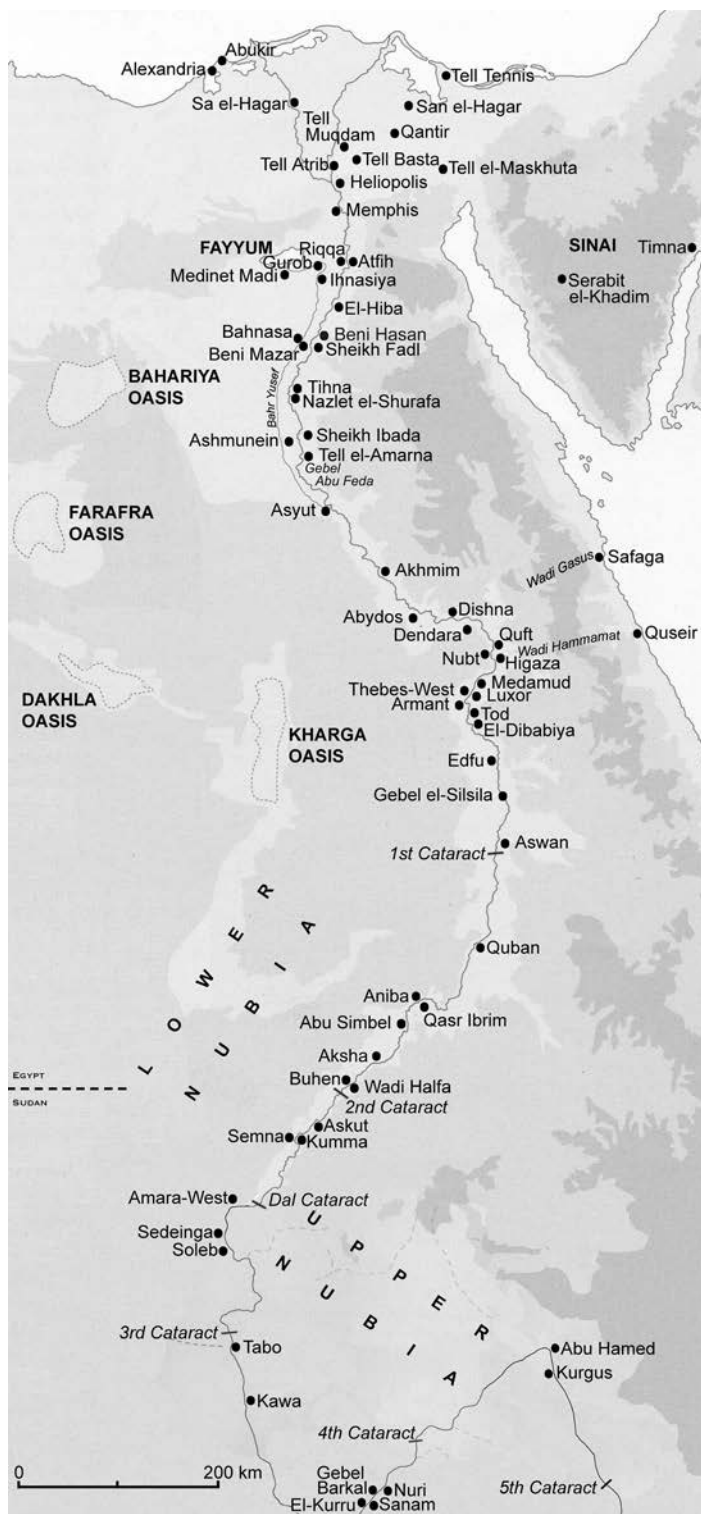 Abukir
Alexandria
Tell Tennis
Sa el-Hagar
San el-Hagar
Tell
Muqdam
Qantir
Tell Atrib
Tell Basta
Tell el-Maskhuta
Heliopolis
Memphis
FAYYUM
Riqqa
Gurob
Atfih
Medinet Madi
Ihnasiya
SINAI
Timna
Serabit
el-Khadim
El-Hiba
Bahnasa
Beni Hasan
Beni Mazar
Sheikh Fadl
BAHARIYA
OASIS
Bahr Yusef
Tihna
Nazlet el-Shurafa
Ashmunein
Sheikh Ibada
Tell el-Amarna
Gebel
Abu Feda
FARAFRA
OASIS
Asyut
Akhmim
Wadi Gasus
Safaga
Abydos
Dishna
Dendara
Quft
Wadi Hammamat
Quseir
Nubt
Higaza
DAKHLA
OASIS
KHARGA
OASIS
Thebes-West
Medamud
Luxor
Armant
Tod
El-Dibabiya
Edfu
Gebel el-Silsila
Aswan
1st Cataract
LOWER
NUBIA
Quban
Aniba
Qasr Ibrim
Abu Simbel
Aksha
EGYPT
SUDAN
Buhen
Wadi Halfa
2nd Cataract
Askut
Semna
Kumma
Amara-West
Dal Cataract
Sedeinga
Soleb
UPPER
NUBIA
3rd Cataract
Tabo
Abu Hamed
Kurgus
Kawa
4th Cataract
5th Cataract
0
200 km
Gebel
Barkal
Nuri
El-Kurru
Sanam